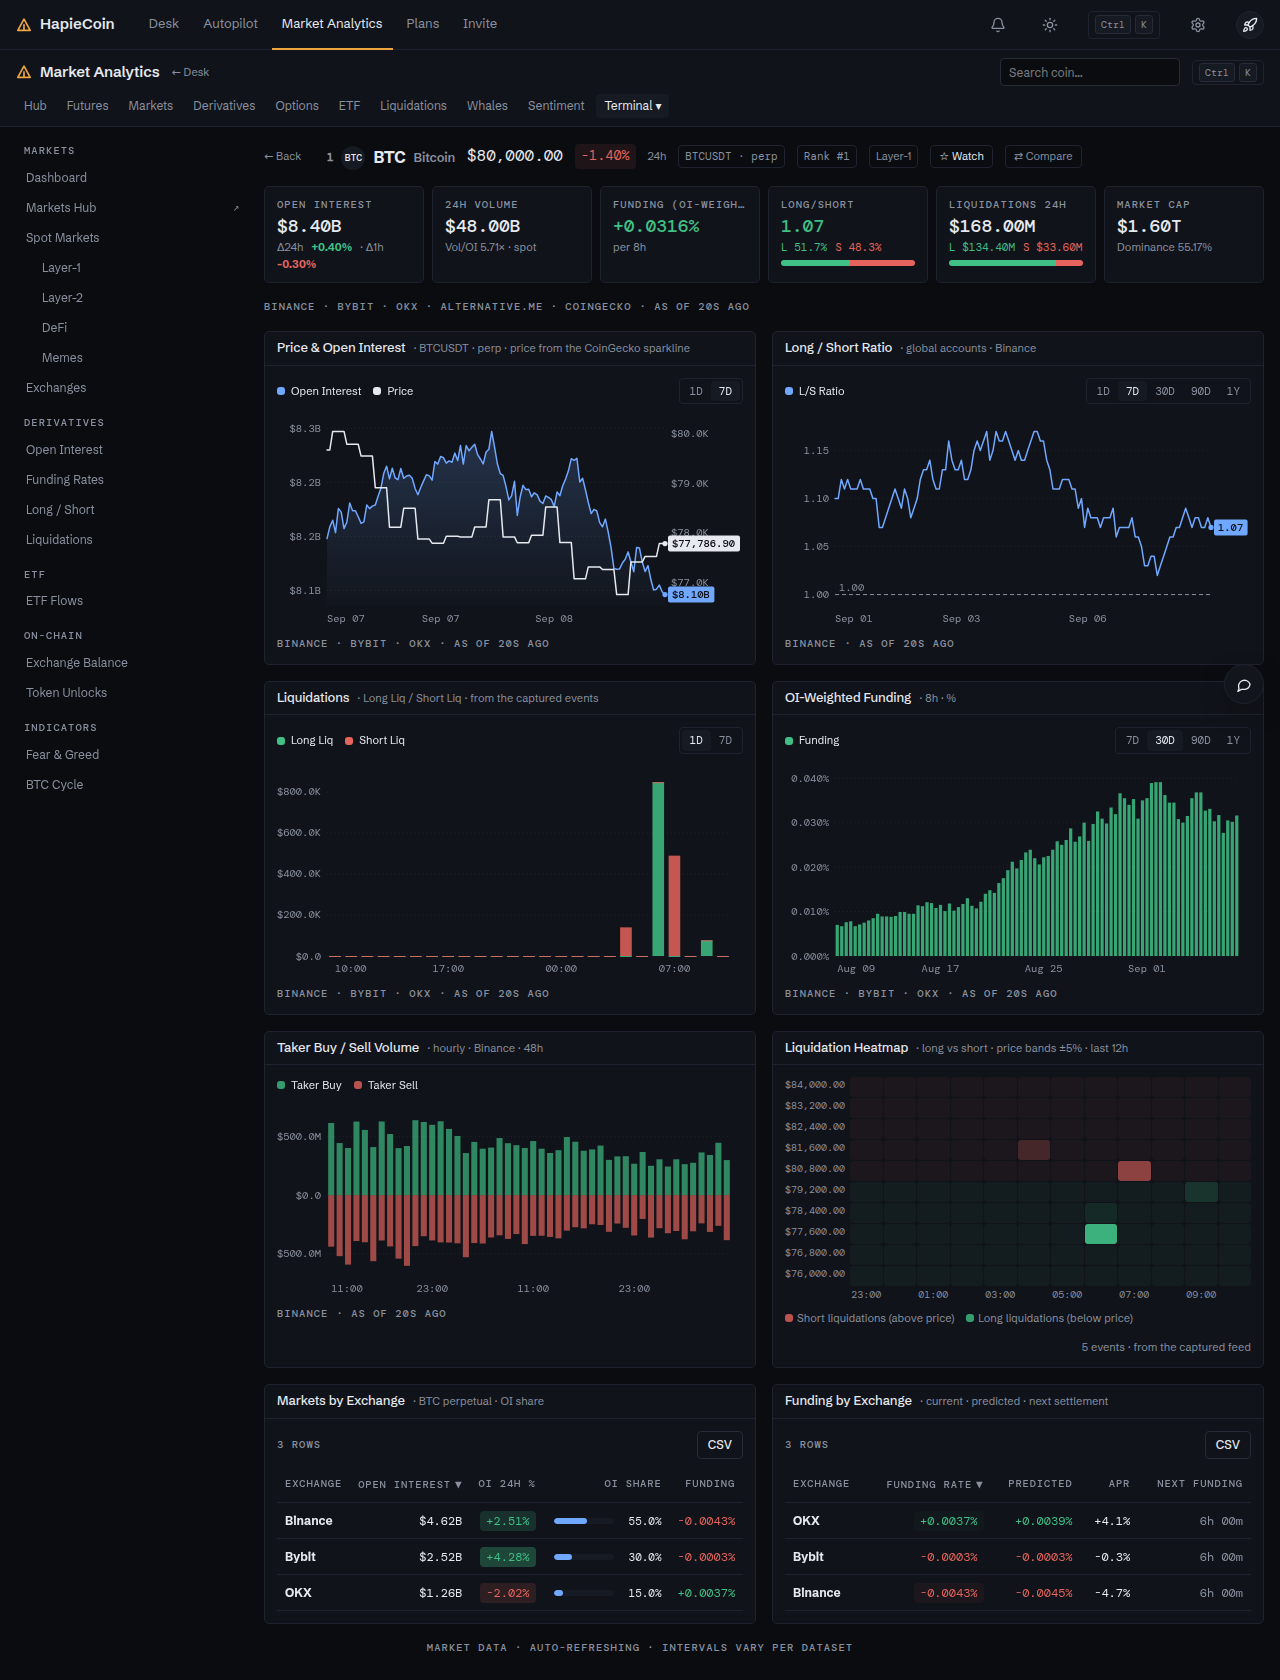 HapieCoin Desk Autopilot Market Analytics Plans Invite Ctrl K
Market Analytics ← Desk Search coin... Ctrl K
Hub Futures Markets Derivatives Options ETF Liquidations Whales Sentiment Terminal ▾
MARKETS
Dashboard
Markets Hub ↗
Spot Markets
Layer-1
Layer-2
DeFi
Memes
Exchanges
DERIVATIVES
Open Interest
Funding Rates
Long / Short
Liquidations
ETF
ETF Flows
ON-CHAIN
Exchange Balance
Token Unlocks
INDICATORS
Fear & Greed
BTC Cycle
← Back 1 BTC BTC Bitcoin $80,000.00 -1.40% 24h BTCUSDT · perp Rank #1 Layer-1 ☆ Watch ⇄ Compare
OPEN INTEREST
$8.40B
Δ24h +0.40% · Δ1h
-0.30%
24H VOLUME
$48.00B
Vol/OI 5.71× · spot
FUNDING (OI-WEIGH…
+0.0316%
per 8h
LONG/SHORT
1.07
L 51.7% S 48.3%
LIQUIDATIONS 24H
$168.00M
L $134.40M S $33.60M
MARKET CAP
$1.60T
Dominance 55.17%
BINANCE · BYBIT · OKX · ALTERNATIVE.ME · COINGECKO · AS OF 20S AGO
Price & Open Interest · BTCUSDT · perp · price from the CoinGecko sparkline
Open Interest Price 1D 7D
$8.3B $80.0K
$8.2B $79.0K
$8.2B $78.0K
$77,786.90
$8.1B $77.0K
$8.10B
Sep 07 Sep 07 Sep 08
BINANCE · BYBIT · OKX · AS OF 20S AGO
Long / Short Ratio · global accounts · Binance
L/S Ratio 1D 7D 30D 90D 1Y
1.15
1.10
1.07
1.05
1.00 1.00
Sep 01 Sep 03 Sep 06
BINANCE · AS OF 20S AGO
Liquidations · Long Liq / Short Liq · from the captured events
Long Liq Short Liq 1D 7D
$800.0K
$600.0K
$400.0K
$200.0K
$0.0
10:00 17:00 00:00 07:00
BINANCE · BYBIT · OKX · AS OF 20S AGO
OI-Weighted Funding · 8h · %
Funding 7D 30D 90D 1Y
0.040%
0.030%
0.020%
0.010%
0.000%
Aug 09 Aug 17 Aug 25 Sep 01
BINANCE · BYBIT · OKX · AS OF 20S AGO
Taker Buy / Sell Volume · hourly · Binance · 48h
Taker Buy Taker Sell
$500.0M
$0.0
$500.0M
11:00 23:00 11:00 23:00
BINANCE · AS OF 20S AGO
Liquidation Heatmap · long vs short · price bands ±5% · last 12h
$84,000.00
$83,200.00
$82,400.00
$81,600.00
$80,800.00
$79,200.00
$78,400.00
$77,600.00
$76,800.00
$76,000.00
23:00 01:00 03:00 05:00 07:00 09:00
Short liquidations (above price) Long liquidations (below price)
5 events · from the captured feed
Markets by Exchange · BTC perpetual · OI share
3 ROWS CSV
EXCHANGE OPEN INTEREST ▼ OI 24H % OI SHARE FUNDING
Binance $4.62B +2.51% 55.0% -0.0043%
Bybit $2.52B +4.28% 30.0% -0.0003%
OKX $1.26B -2.02% 15.0% +0.0037%
Funding by Exchange · current · predicted · next settlement
3 ROWS CSV
EXCHANGE FUNDING RATE ▼ PREDICTED APR NEXT FUNDING
OKX +0.0037% +0.0039% +4.1% 6h 00m
Bybit -0.0003% -0.0003% -0.3% 6h 00m
Binance -0.0043% -0.0045% -4.7% 6h 00m
MARKET DATA · AUTO-REFRESHING · INTERVALS VARY PER DATASET